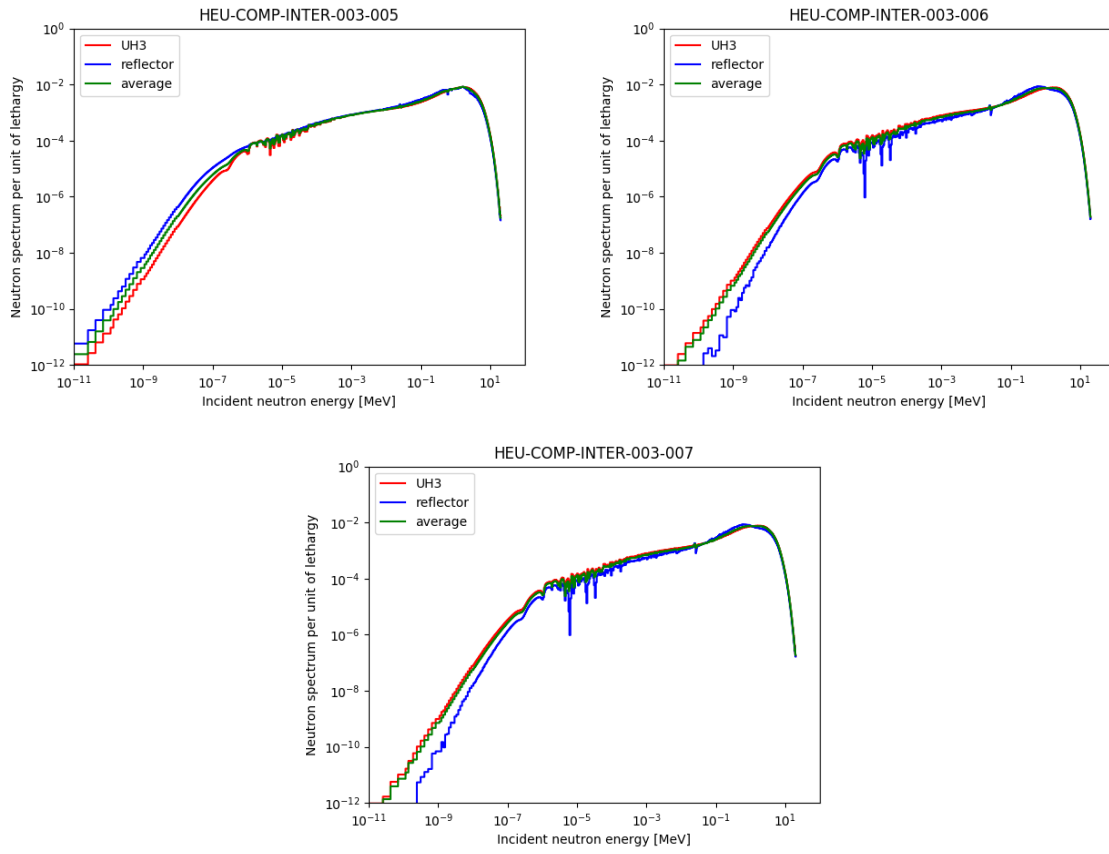 HEU-COMP-INTER-003-005
10^0
10^-2
10^-4
10^-6
10^-8
10^-10
10^-12
Neutron spectrum per unit of lethargy
UH3
reflector
average
10^-11
10^-9
10^-7
10^-5
10^-3
10^-1
10^1
Incident neutron energy [MeV]
HEU-COMP-INTER-003-006
10^0
10^-2
10^-4
10^-6
10^-8
10^-10
10^-12
Neutron spectrum per unit of lethargy
UH3
reflector
average
10^-11
10^-9
10^-7
10^-5
10^-3
10^-1
10^1
Incident neutron energy [MeV]
HEU-COMP-INTER-003-007
10^0
10^-2
10^-4
10^-6
10^-8
10^-10
10^-12
Neutron spectrum per unit of lethargy
UH3
reflector
average
10^-11
10^-9
10^-7
10^-5
10^-3
10^-1
10^1
Incident neutron energy [MeV]